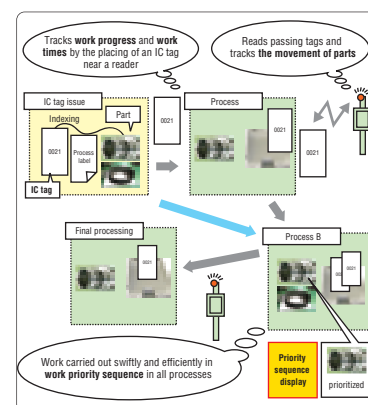 Tracks work progress and work
times by the placing of an IC tag
near a reader
Reads passing tags and
tracks the movement of parts
IC tag issue
Indexing
Part
0021
Process
label
IC tag
0021
Process
0021
0021
Final processing
0021
Process B
0021
0021
Work carried out swiftly and efficiently in
work priority sequence in all processes
Priority
sequence
display
prioritized